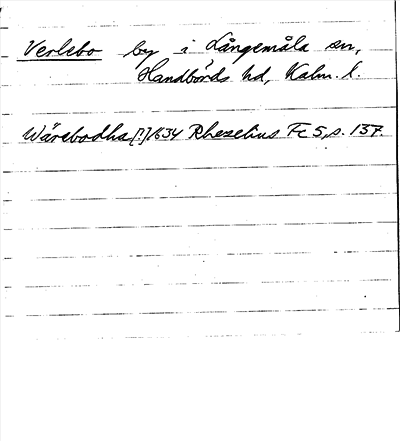 Verlebo by i Långemåla sn,
Handbörds hd, Kalm. l.
Wärebodha [?] 1634 Rhezelius Fc 5, s. 137.